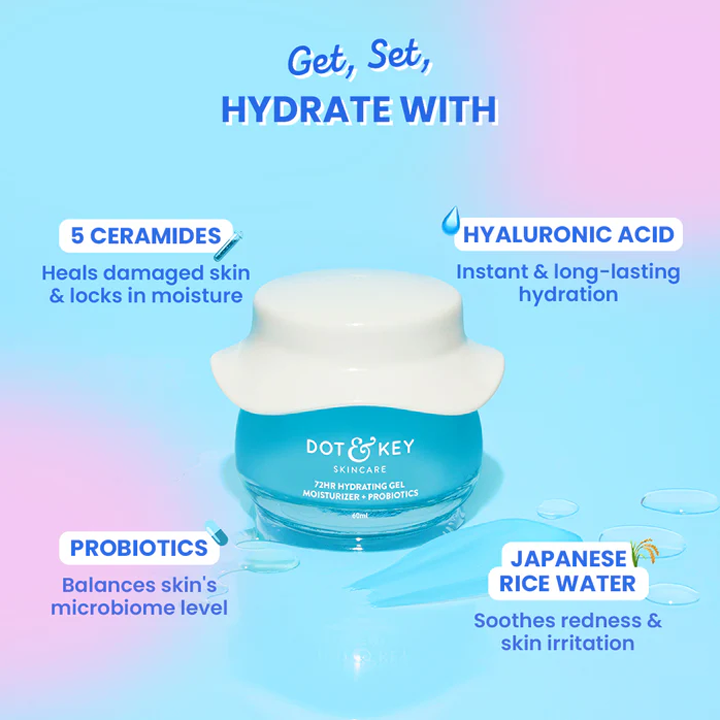 Get, Set,
HYDRATE WITH
5 CERAMIDES
Heals damaged skin
& locks in moisture
HYALURONIC ACID
Instant & long-lasting
hydration
DOT & KEY
SKINCARE
72HR HYDRATING GEL
MOISTURIZER + PROBIOTICS
60ml
PROBIOTICS
Balances skin's
microbiome level
JAPANESE
RICE WATER
Soothes redness &
skin irritation